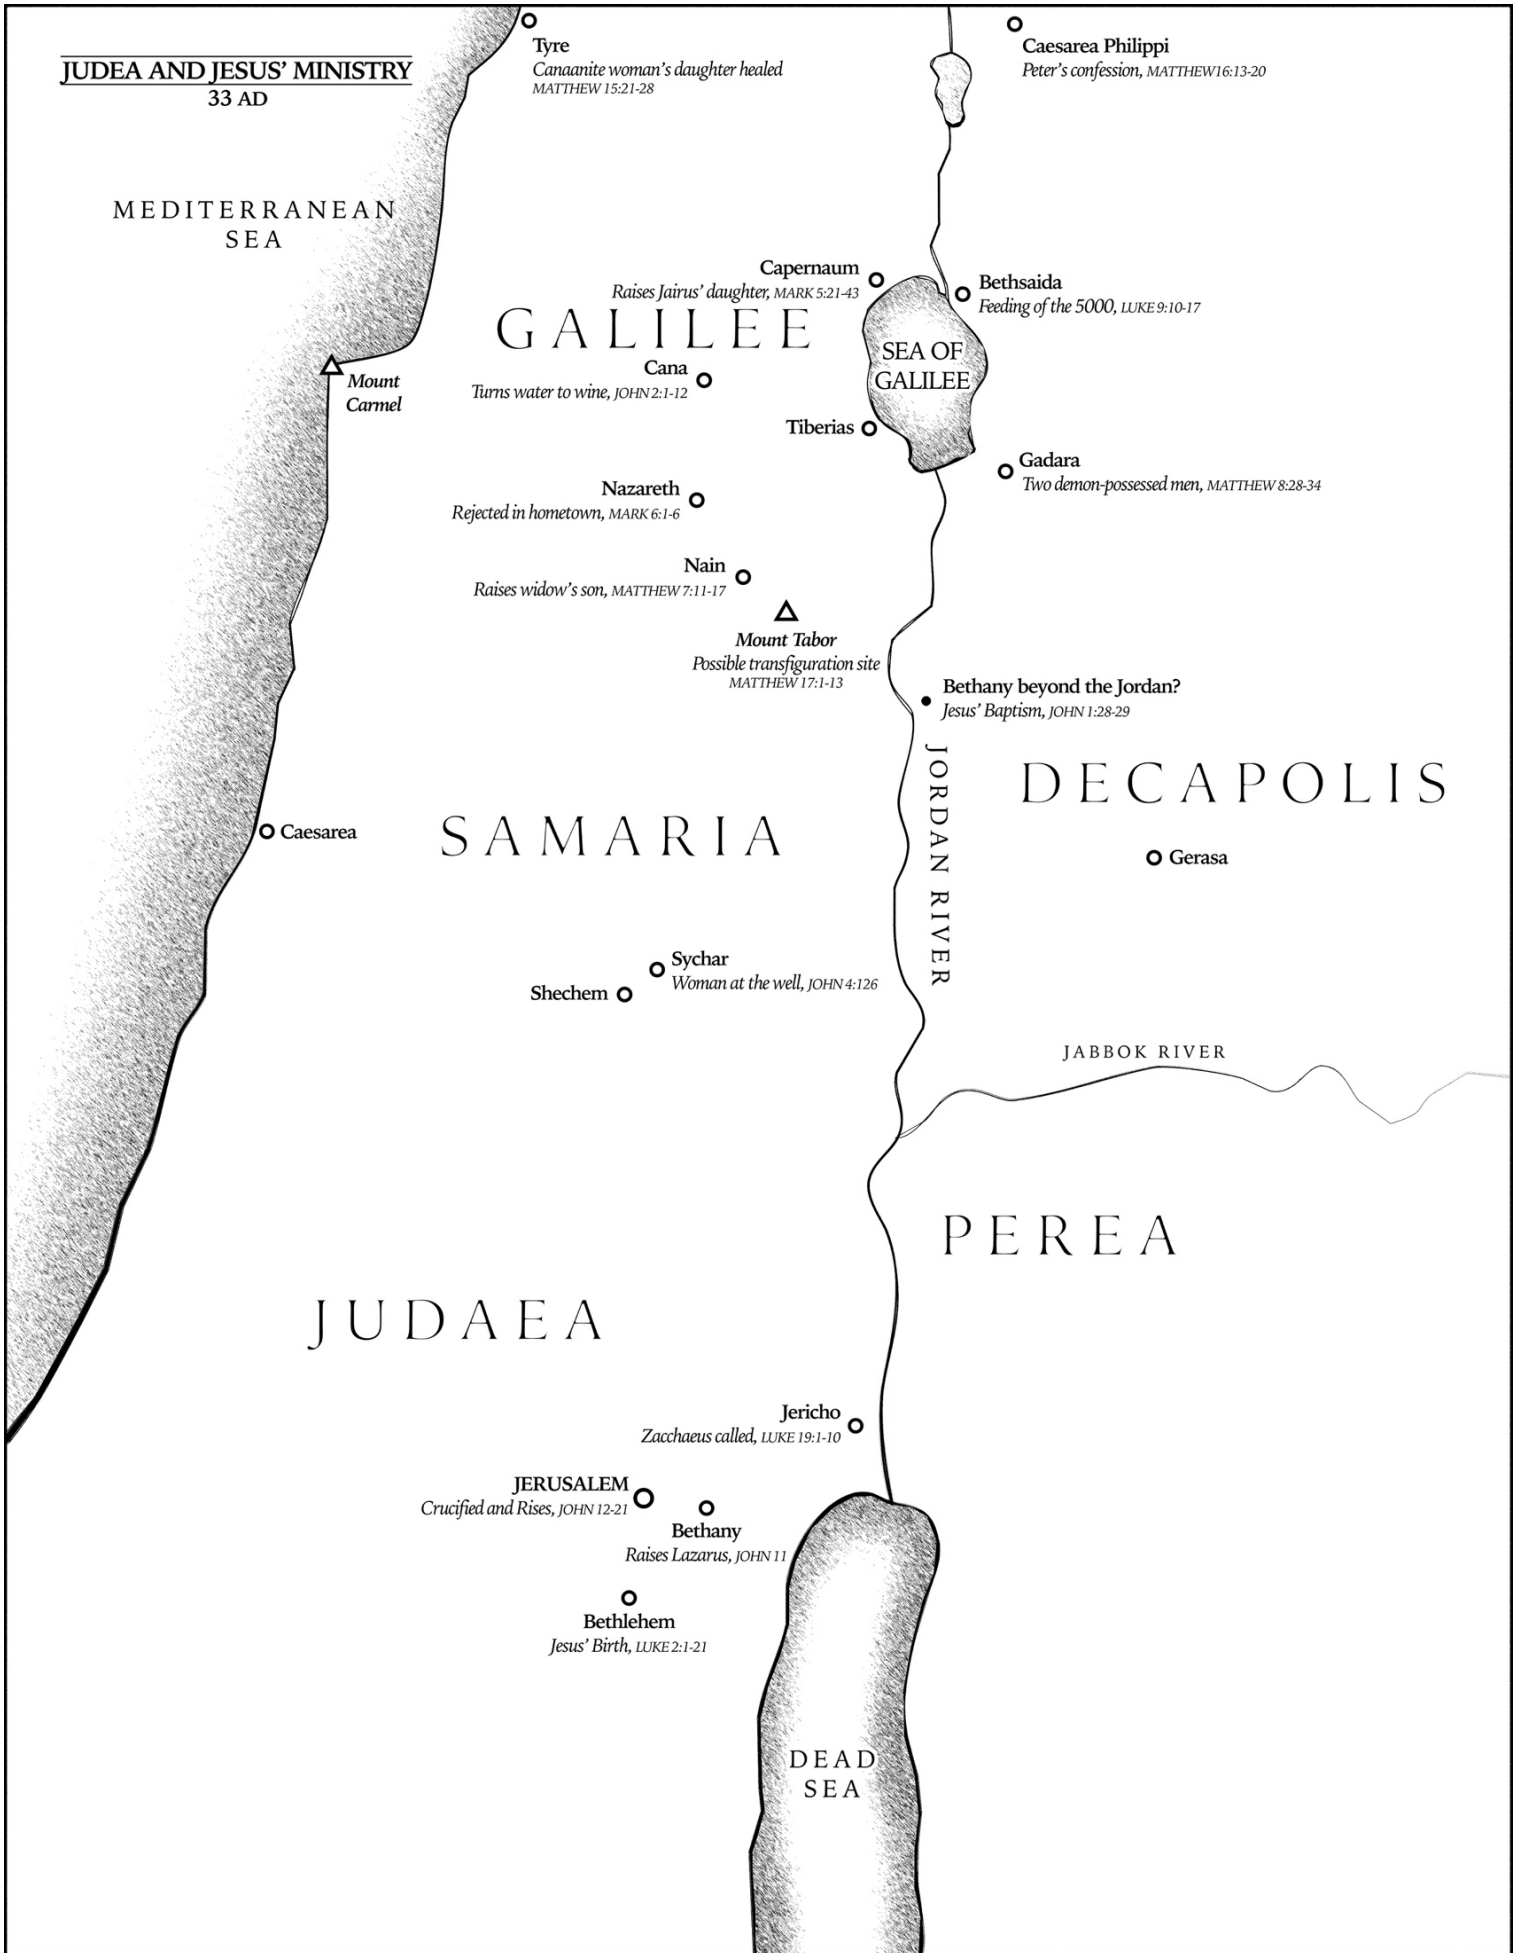 JUDEA AND JESUS' MINISTRY
33 AD
Tyre
Canaanite woman's daughter healed
MATTHEW 15:21-28
Caesarea Philippi
Peter's confession, MATTHEW16:13-20
MEDITERRANEAN
SEA
Capernaum
Raises Jairus' daughter, MARK 5:21-43
Bethsaida
Feeding of the 5000, LUKE 9:10-17
GALILEE
SEA OF
GALILEE
Cana
Turns water to wine, JOHN 2:1-12
Mount
Carmel
Tiberias
Gadara
Two demon-possessed men, MATTHEW 8:28-34
Nazareth
Rejected in hometown, MARK 6:1-6
Nain
Raises widow's son, MATTHEW 7:11-17
Mount Tabor
Possible transfiguration site
MATTHEW 17:1-13
Bethany beyond the Jordan?
Jesus' Baptism, JOHN 1:28-29
JORDAN RIVER
DECAPOLIS
Caesarea
SAMARIA
Gerasa
Sychar
Woman at the well, JOHN 4:126
Shechem
JABBOK RIVER
PEREA
JUDAEA
Jericho
Zacchaeus called, LUKE 19:1-10
JERUSALEM
Crucified and Rises, JOHN 12-21
Bethany
Raises Lazarus, JOHN 11
Bethlehem
Jesus' Birth, LUKE 2:1-21
DEAD
SEA